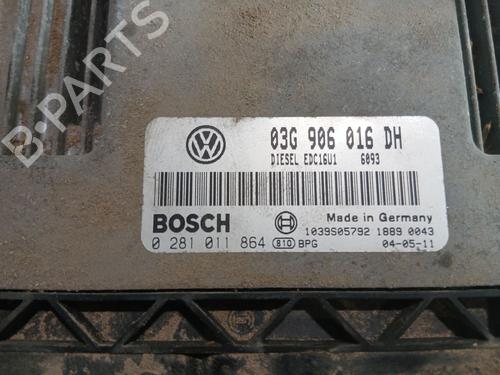 B-PARTS
03G 906 016 DH
DIESEL EDC16U1 6093
BOSCH
Made in Germany
1039S05792 1889 0043
0 281 011 864 810 BPG 04-05-11